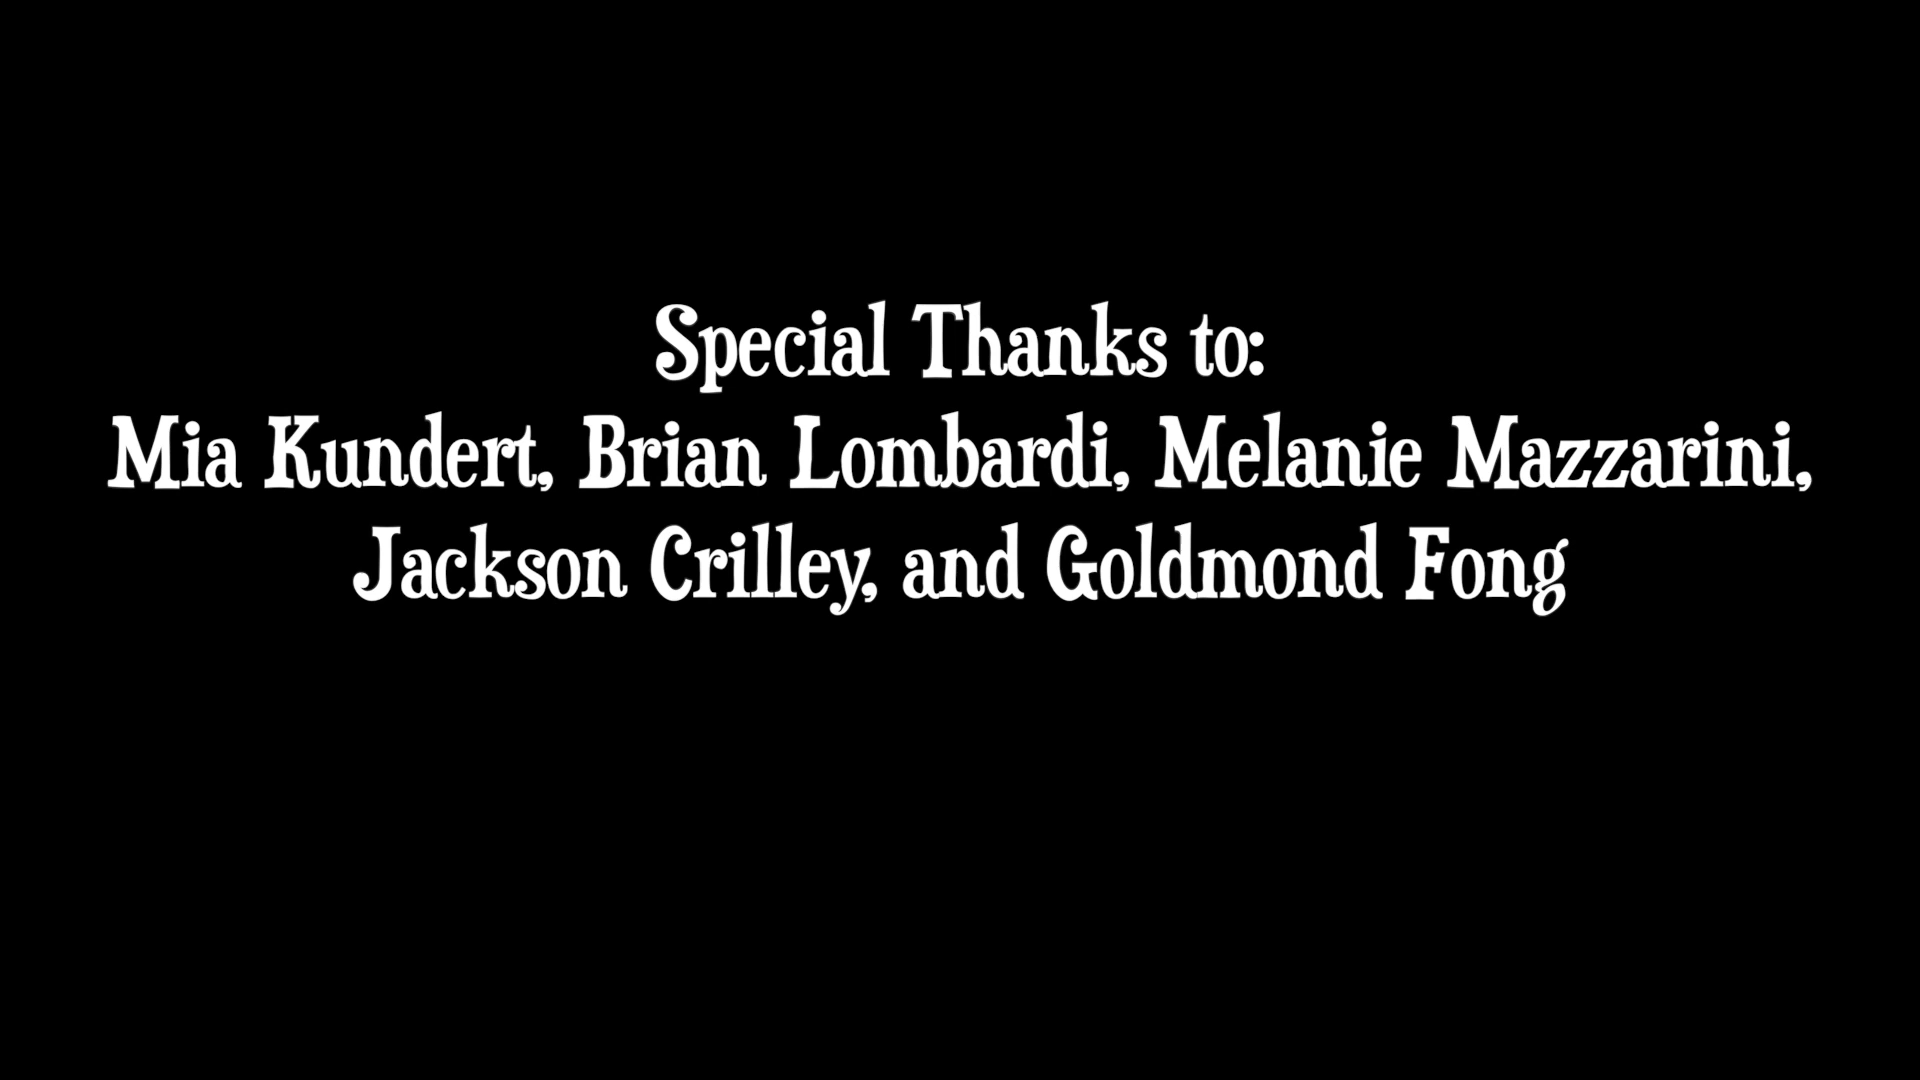 Special Thanks to:
Mia Kundert, Brian Lombardi, Melanie Mazzarini,
Jackson Crilley, and Goldmond Fong